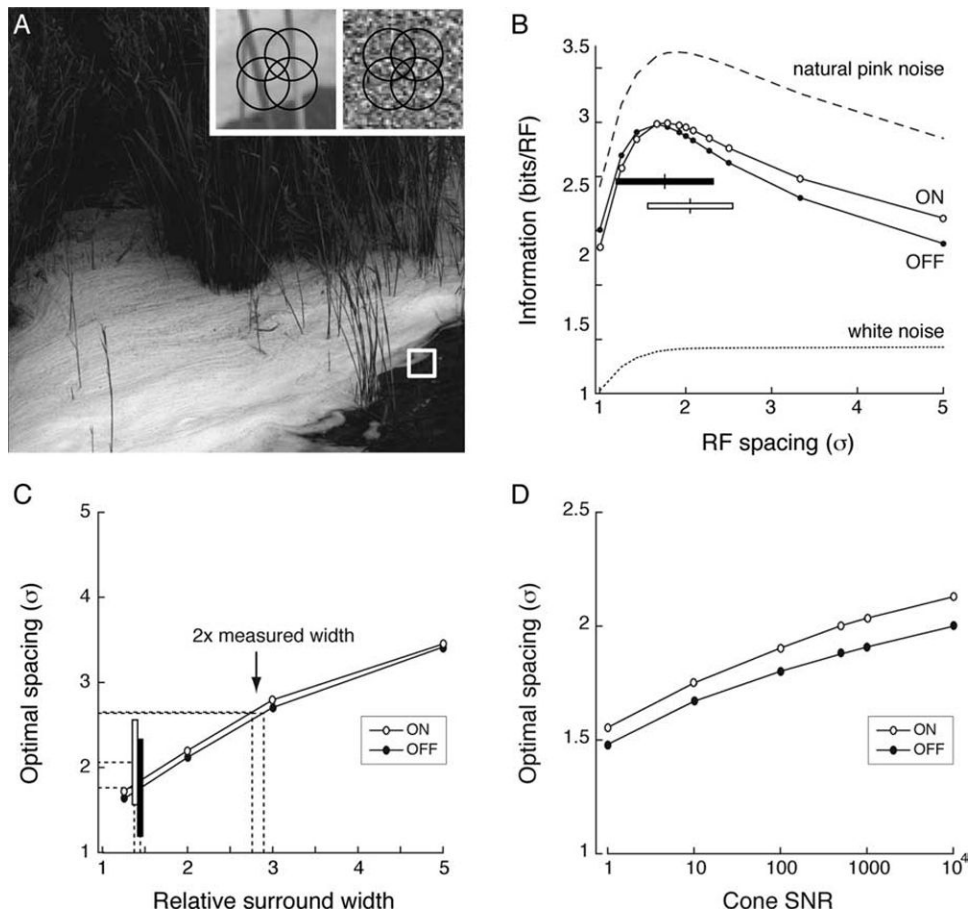 A
B
3.5
3
2.5
2
1.5
1
natural pink noise
ON
OFF
white noise
Information (bits/RF)
1
2
3
4
5
RF spacing (σ)
C
5
4
3
2
1
Optimal spacing (σ)
2x measured width
ON
OFF
1
2
3
4
5
Relative surround width
D
2.5
2
1.5
1
Optimal spacing (σ)
ON
OFF
1
10
100
1000
10⁴
Cone SNR